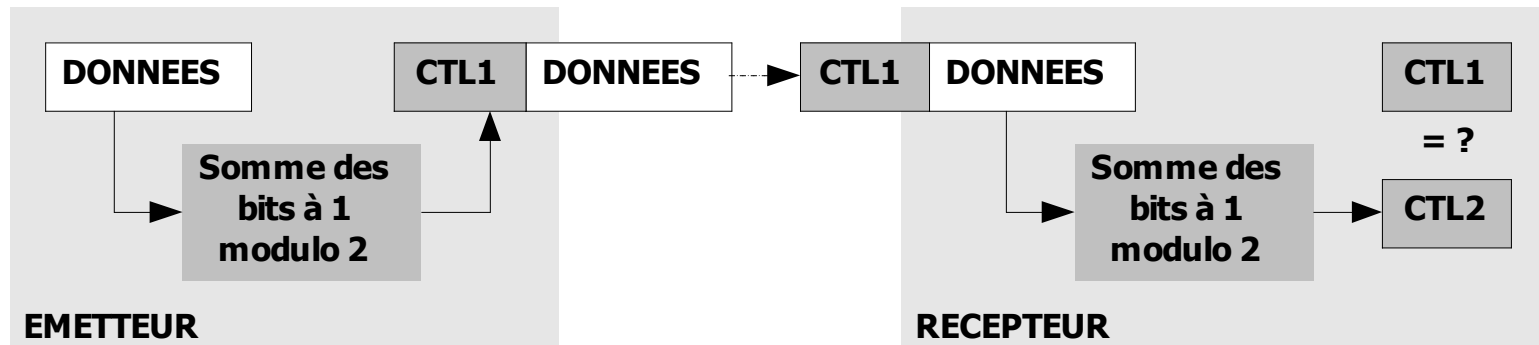 DONNEES
CTL1 DONNEES
CTL1 DONNEES
CTL1
= ?
Somme des
bits à 1
modulo 2
Somme des
bits à 1
modulo 2
CTL2
EMETTEUR
RECEPTEUR